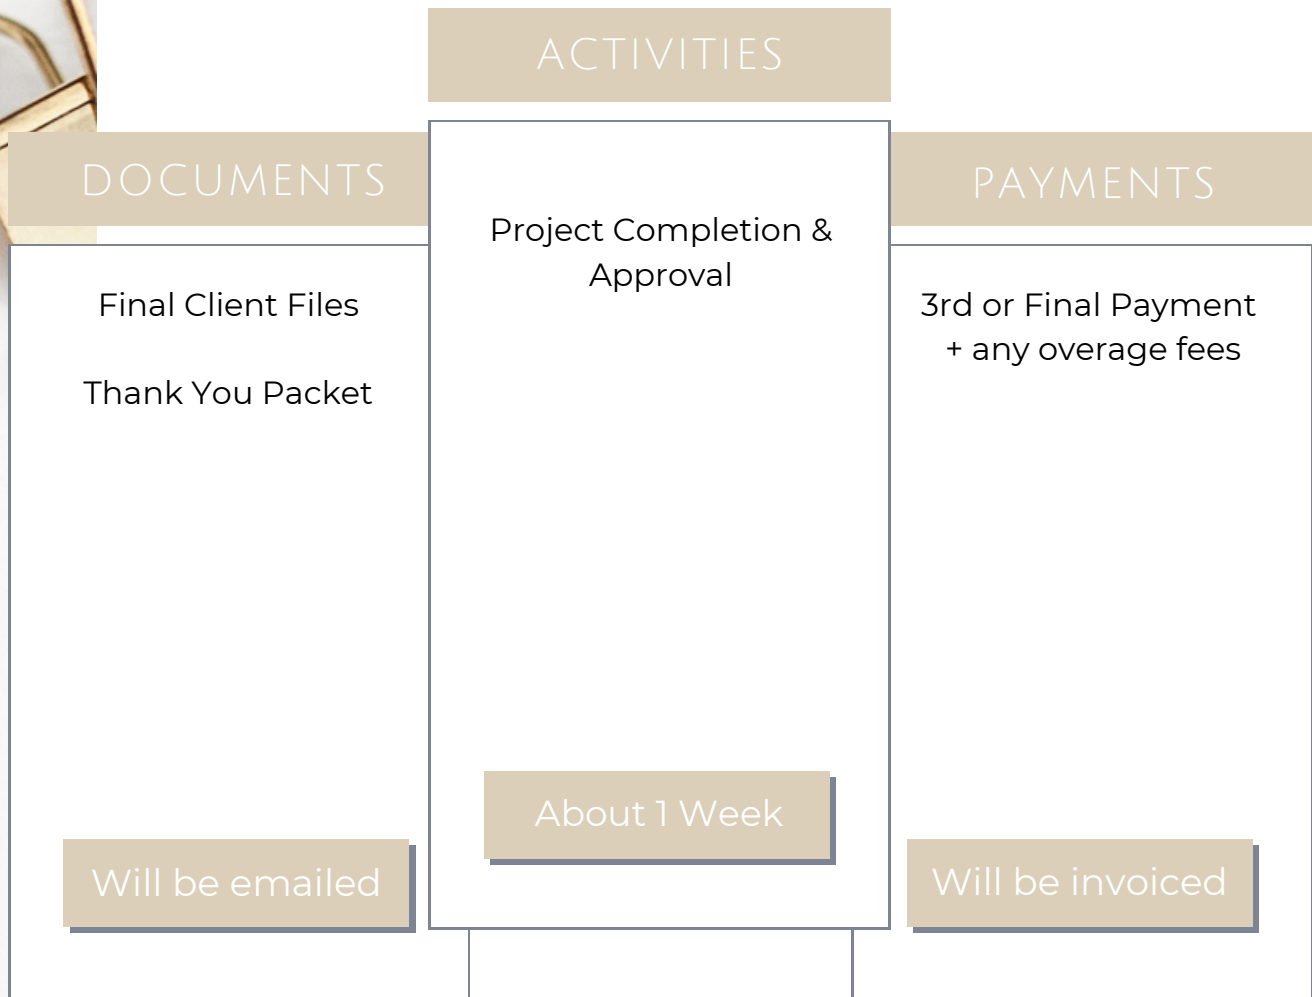 ACTIVITIES
DOCUMENTS
PAYMENTS
Project Completion &
Approval
Final Client Files
Thank You Packet
3rd or Final Payment
+ any overage fees
About 1 Week
Will be emailed
Will be invoiced